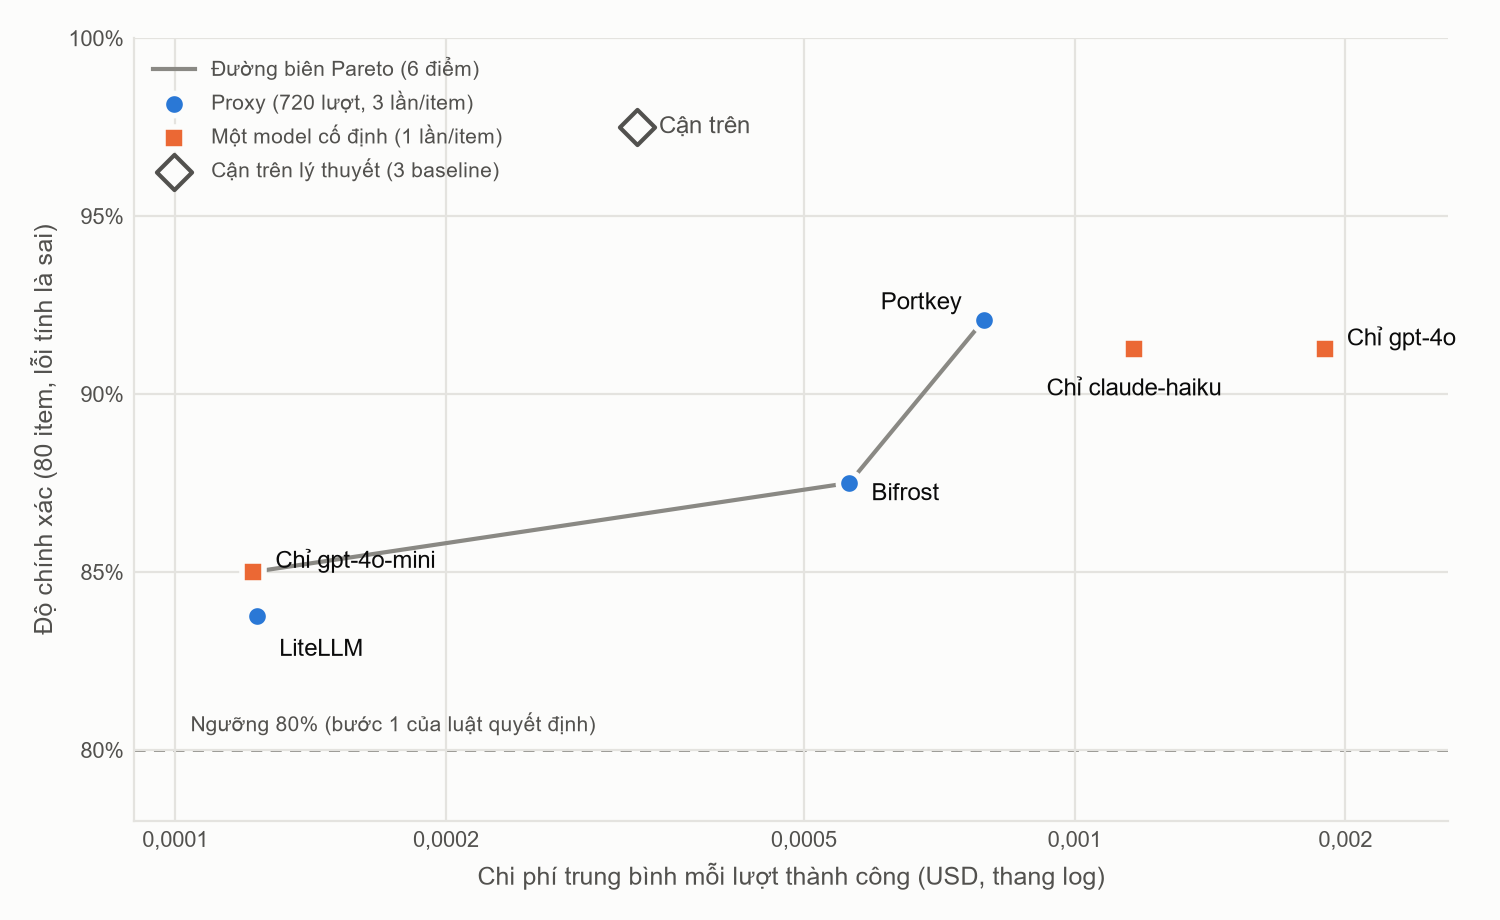 100%
Đường biên Pareto (6 điểm)
Proxy (720 lượt, 3 lần/item)
Một model cố định (1 lần/item)
Cận trên lý thuyết (3 baseline)
Cận trên
95%
Portkey
Chỉ gpt-4o
Chỉ claude-haiku
90%
Bifrost
Chỉ gpt-4o-mini
85%
LiteLLM
Ngưỡng 80% (bước 1 của luật quyết định)
80%
Độ chính xác (80 item, lỗi tính là sai)
0,0001 0,0002 0,0005 0,001 0,002
Chi phí trung bình mỗi lượt thành công (USD, thang log)